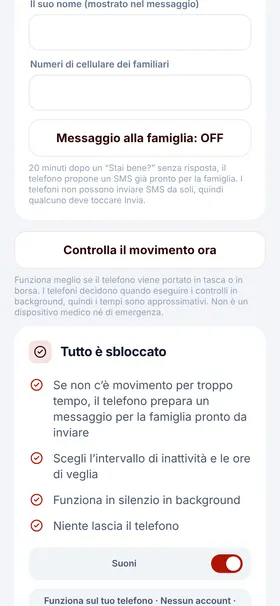 Il suo nome (mostrato nel messaggio)
Numeri di cellulare dei familiari
Messaggio alla famiglia: OFF
20 minuti dopo un “Stai bene?” senza risposta, il
telefono propone un SMS già pronto per la famiglia. I
telefoni non possono inviare SMS da soli, quindi
qualcuno deve toccare Invia.
Controlla il movimento ora
Funziona meglio se il telefono viene portato in tasca o in
borsa. I telefoni decidono quando eseguire i controlli in
background, quindi i tempi sono approssimativi. Non è un
dispositivo medico né di emergenza.
Tutto è sbloccato
Se non c’è movimento per troppo
tempo, il telefono prepara un
messaggio per la famiglia pronto da
inviare
Scegli l’intervallo di inattività e le ore
di veglia
Funziona in silenzio in background
Niente lascia il telefono
Suoni
Funziona sul tuo telefono · Nessun account ·